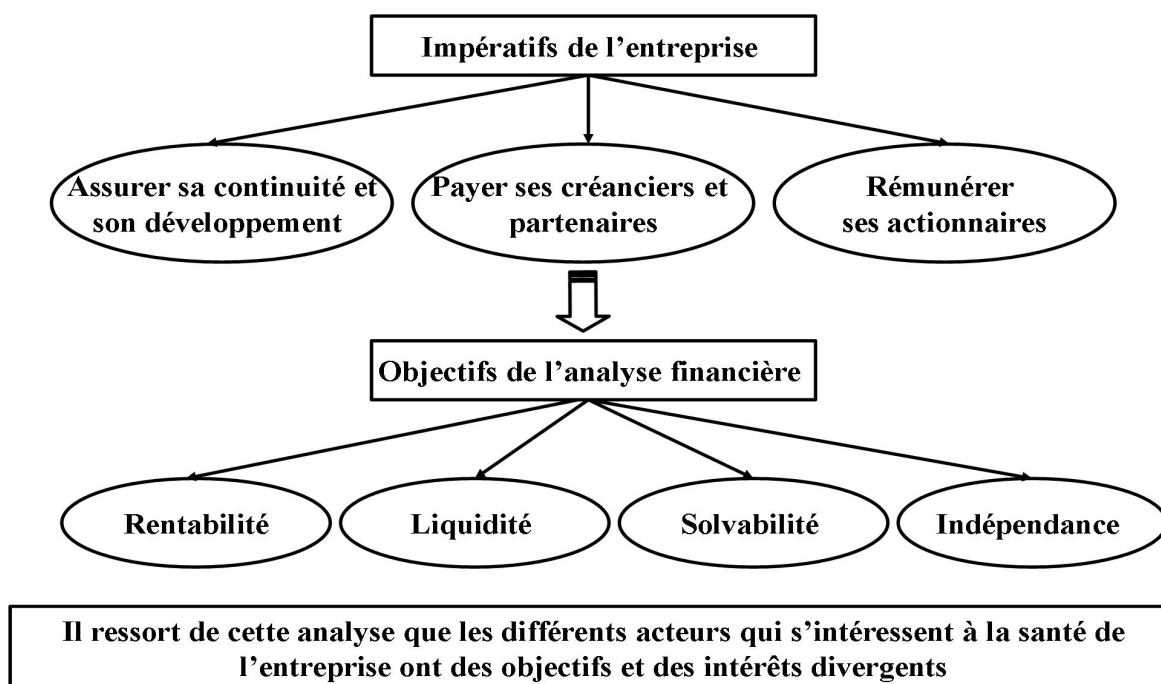 Impératifs de l’entreprise
Assurer sa continuité et
son développement
Payer ses créanciers et
partenaires
Rémunérer
ses actionnaires
Objectifs de l’analyse financière
Rentabilité
Liquidité
Solvabilité
Indépendance
Il ressort de cette analyse que les différents acteurs qui s’intéressent à la santé de
l’entreprise ont des objectifs et des intérêts divergents